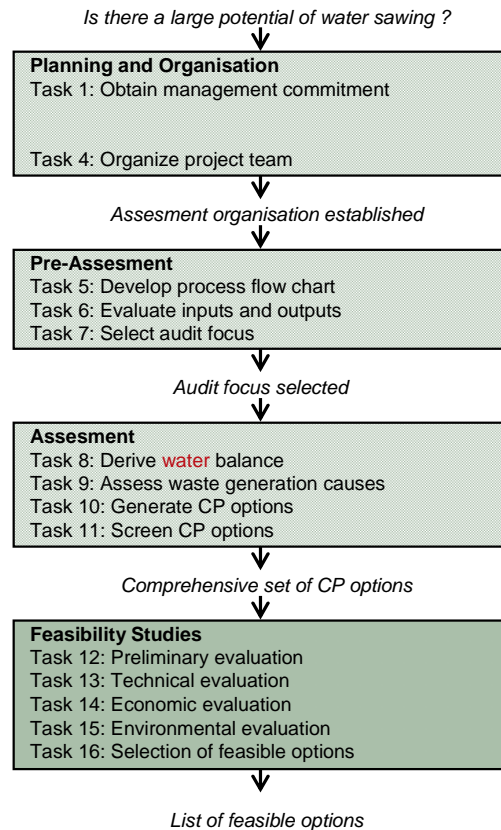 Is there a large potential of water sawing ?
Planning and Organisation
Task 1: Obtain management commitment
Task 4: Organize project team
Assesment organisation established
Pre-Assesment
Task 5: Develop process flow chart
Task 6: Evaluate inputs and outputs
Task 7: Select audit focus
Audit focus selected
Assesment
Task 8: Derive water balance
Task 9: Assess waste generation causes
Task 10: Generate CP options
Task 11: Screen CP options
Comprehensive set of CP options
Feasibility Studies
Task 12: Preliminary evaluation
Task 13: Technical evaluation
Task 14: Economic evaluation
Task 15: Environmental evaluation
Task 16: Selection of feasible options
List of feasible options